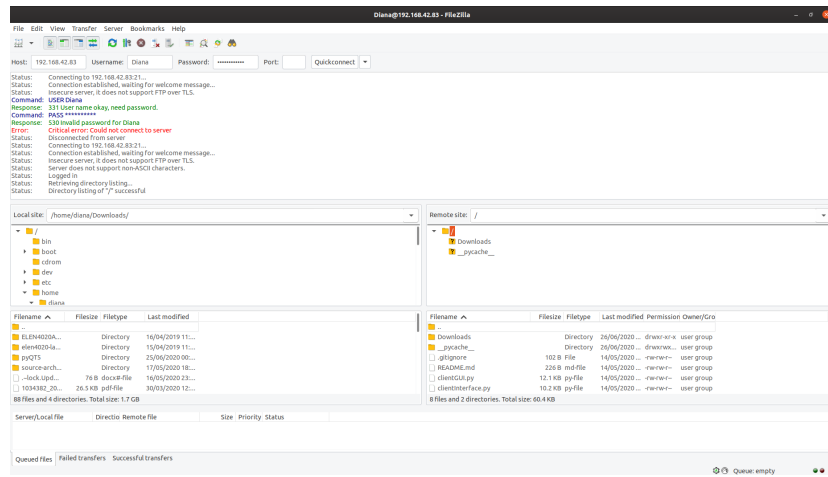 Diana@192.168.42.83 - FileZilla
File Edit View Transfer Server Bookmarks Help
Host: 192.168.42.83 Username: Diana Password: •••••••••••• Port: Quickconnect
Status: Connecting to 192.168.42.83:21...
Status: Connection established, waiting for welcome message...
Status: Insecure server, it does not support FTP over TLS.
Command: USER Diana
Response: 331 User name okay, need password.
Command: PASS **********
Response: 530 Invalid password for Diana
Error: Critical error: Could not connect to server
Status: Disconnected from server
Status: Connecting to 192.168.42.83:21...
Status: Connection established, waiting for welcome message...
Status: Insecure server, it does not support FTP over TLS.
Status: Server does not support non-ASCII characters.
Status: Logged in
Status: Retrieving directory listing...
Status: Directory listing of "/" successful
Local site: /home/diana/Downloads/
/
bin
boot
cdrom
dev
etc
home
diana
Remote site: /
/
Downloads
__pycache__
Filename Filesize Filetype Last modified
..
ELEN4020A... Directory 16/04/2019 11:...
elen4020-la... Directory 15/04/2019 11:...
pyQT5 Directory 25/06/2020 00:...
source-arch... Directory 17/05/2020 18:...
.~lock.Upd... 76 B docx#-file 16/05/2020 23:...
1034382_20... 26.5 KB pdf-file 30/03/2020 12:...
88 files and 4 directories. Total size: 1.7 GB
Filename Filesize Filetype Last modified Permission Owner/Gro
..
Downloads Directory 26/06/2020 ... drwxr-xr-x user group
__pycache__ Directory 26/06/2020 ... drwxrwx... user group
.gitignore 102 B File 14/05/2020 ... -rw-rw-r-- user group
README.md 226 B md-file 14/05/2020 ... -rw-rw-r-- user group
clientGUI.py 12.1 KB py-file 14/05/2020 ... -rw-rw-r-- user group
clientInterface.py 10.2 KB py-file 14/05/2020 ... -rw-rw-r-- user group
8 files and 2 directories. Total size: 60.4 KB
Server/Local file Directio Remote file Size Priority Status
Queued files Failed transfers Successful transfers
Queue: empty